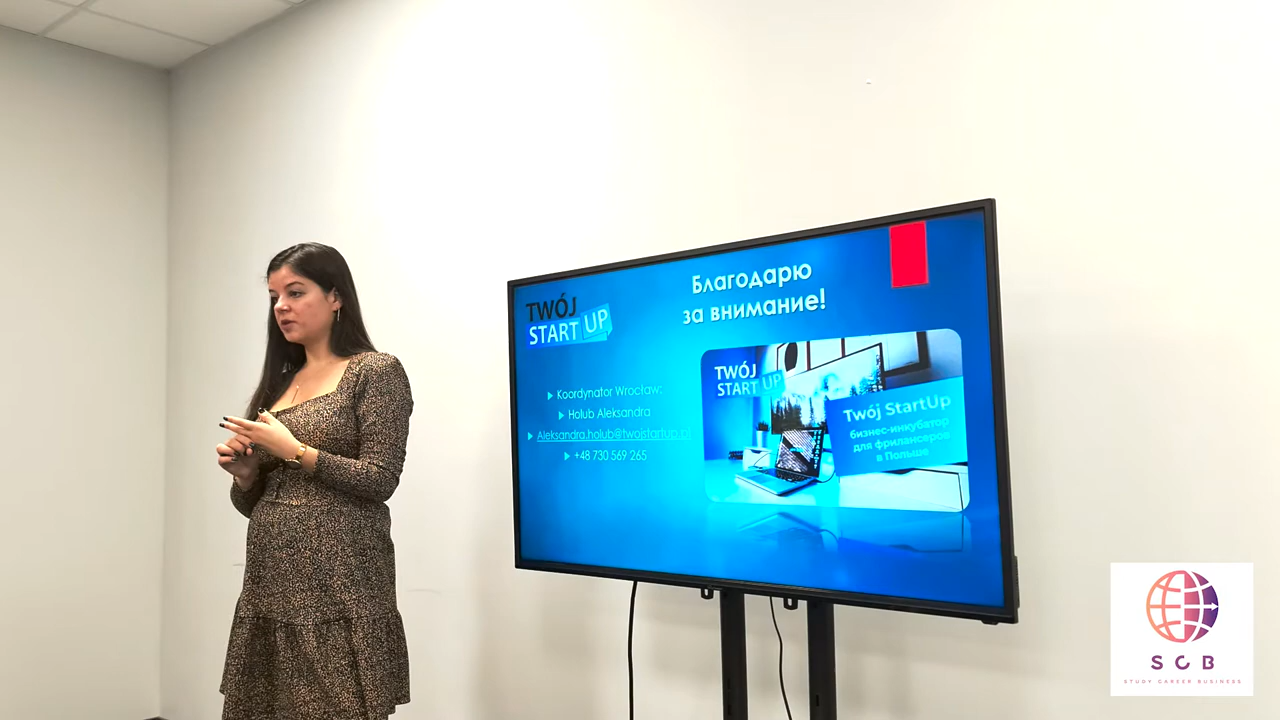 TWÓJ
START UP
Благодарю
за внимание!
Koordynator Wrocław:
Holub Aleksandra
Aleksandra.holub@twojstartup.pl
+48 730 569 265
TWÓJ
START UP
Twój StartUp
бизнес-инкубатор
для фрилансеров
в Польше
SCB
STUDY CAREER BUSINESS